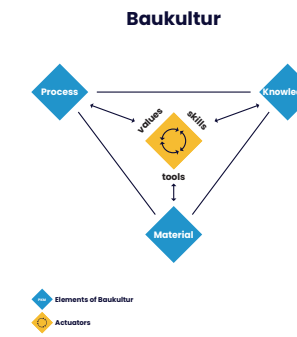 Baukultur
Process
Knowled
values
skills
tools
Material
Elements of Baukultur
Actuators